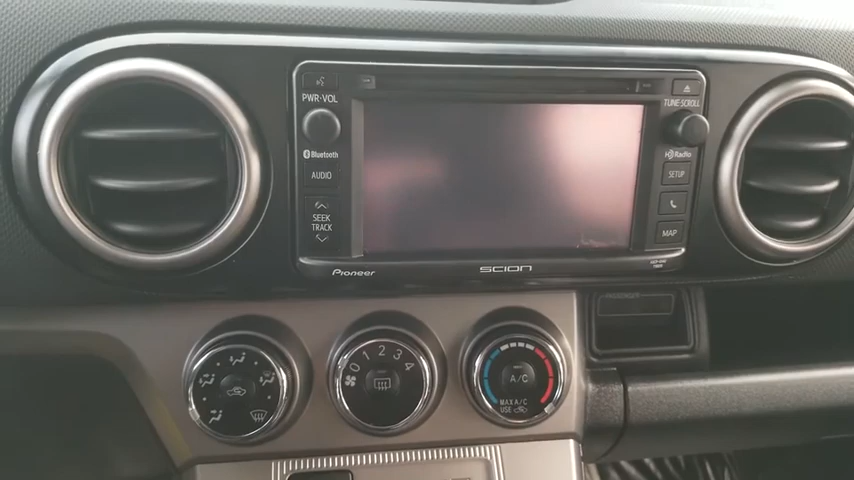 PWR·VOL
Bluetooth
AUDIO
SEEK
TRACK
TUNE·SCROLL
HD Radio
SETUP
MAP
Pioneer
SCION
PASSENGER
0 1 2 3 4
A/C
MAX A/C
USE